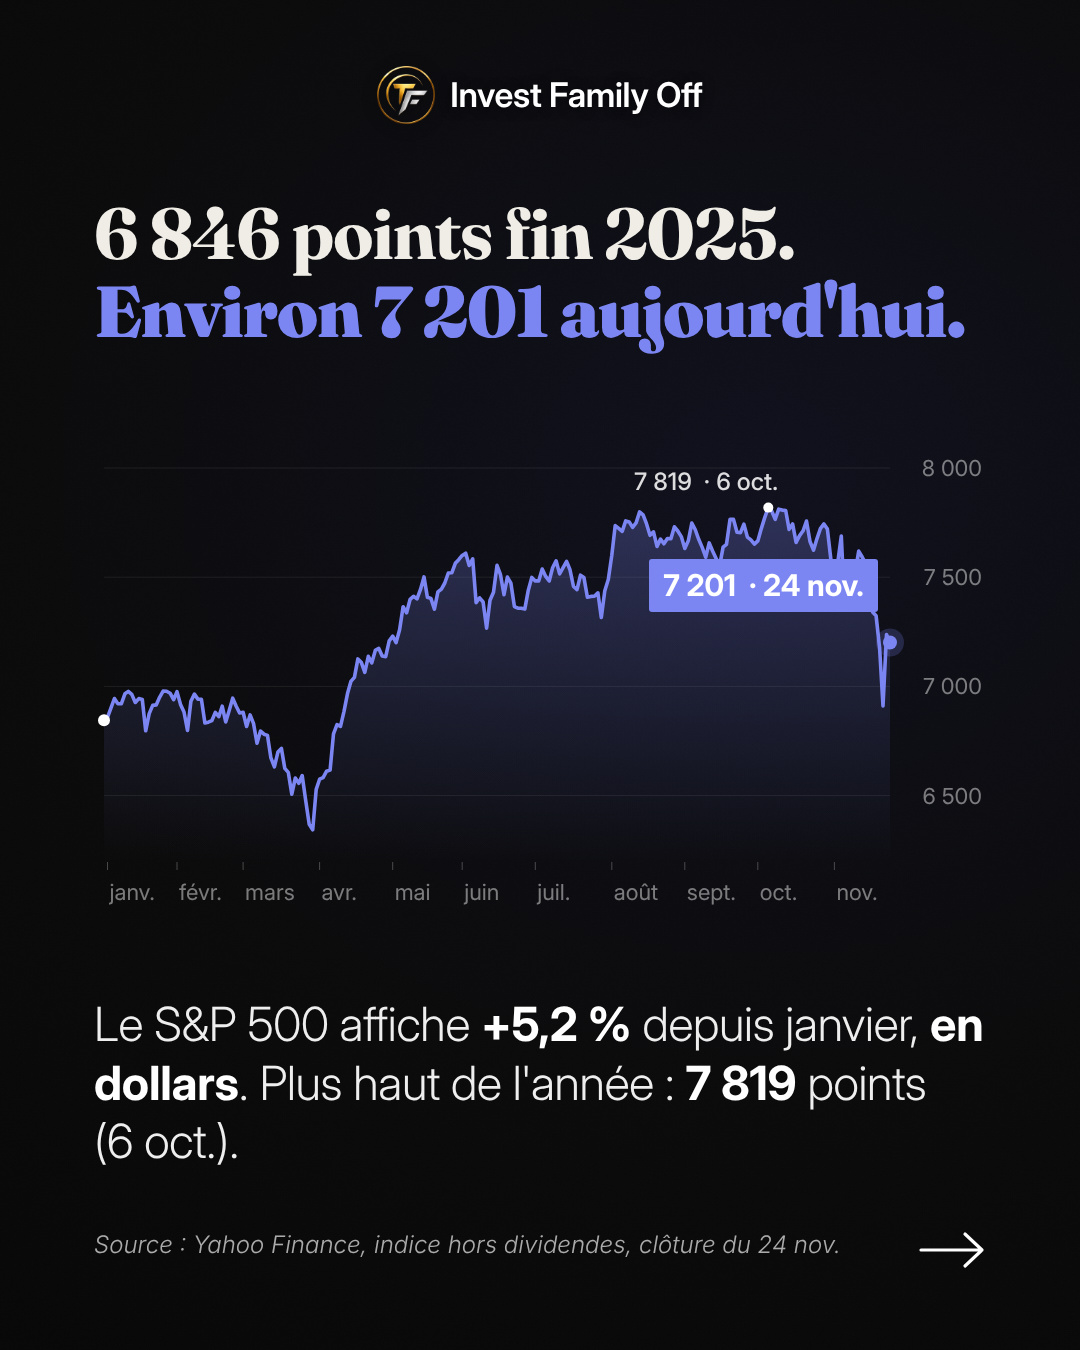 TF Invest Family Off
6 846 points fin 2025.
Environ 7 201 aujourd'hui.
8 000
7 819 · 6 oct.
7 500
7 201 · 24 nov.
7 000
6 500
janv. févr. mars avr. mai juin juil. août sept. oct. nov.
Le S&P 500 affiche +5,2 % depuis janvier, en
dollars. Plus haut de l'année : 7 819 points
(6 oct.).
Source : Yahoo Finance, indice hors dividendes, clôture du 24 nov.